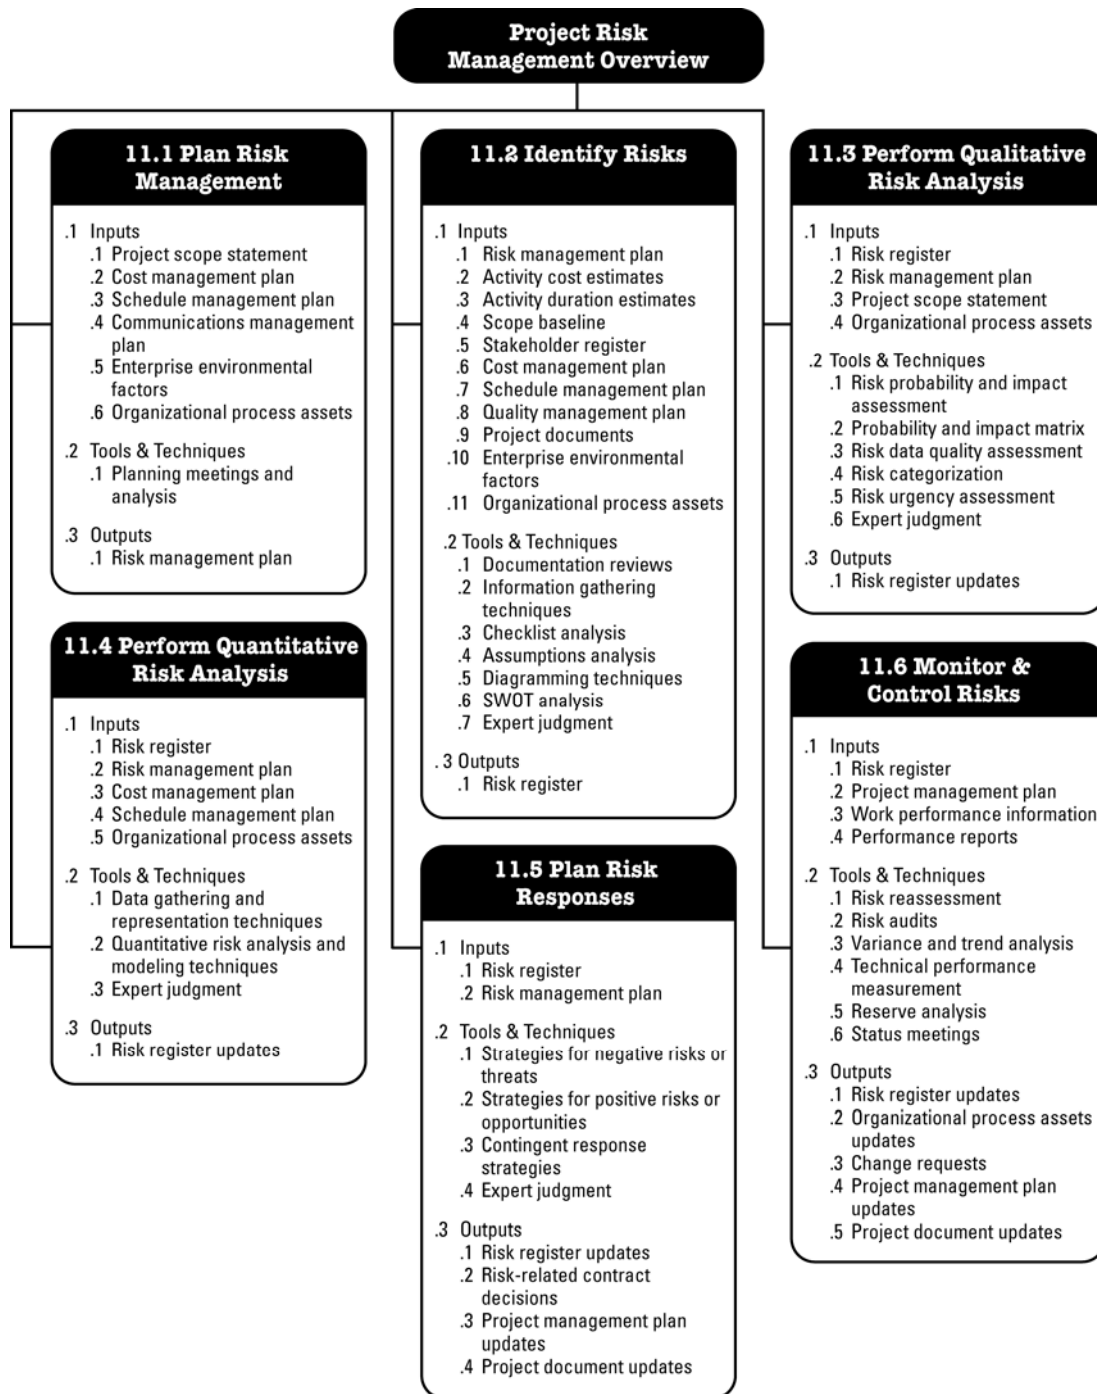 Project Risk
Management Overview
11.1 Plan Risk
Management
.1 Inputs
.1 Project scope statement
.2 Cost management plan
.3 Schedule management plan
.4 Communications management
plan
.5 Enterprise environmental
factors
.6 Organizational process assets
.2 Tools & Techniques
.1 Planning meetings and
analysis
.3 Outputs
.1 Risk management plan
11.2 Identify Risks
.1 Inputs
.1 Risk management plan
.2 Activity cost estimates
.3 Activity duration estimates
.4 Scope baseline
.5 Stakeholder register
.6 Cost management plan
.7 Schedule management plan
.8 Quality management plan
.9 Project documents
.10 Enterprise environmental
factors
.11 Organizational process assets
.2 Tools & Techniques
.1 Documentation reviews
.2 Information gathering
techniques
.3 Checklist analysis
.4 Assumptions analysis
.5 Diagramming techniques
.6 SWOT analysis
.7 Expert judgment
.3 Outputs
.1 Risk register
11.3 Perform Qualitative
Risk Analysis
.1 Inputs
.1 Risk register
.2 Risk management plan
.3 Project scope statement
.4 Organizational process assets
.2 Tools & Techniques
.1 Risk probability and impact
assessment
.2 Probability and impact matrix
.3 Risk data quality assessment
.4 Risk categorization
.5 Risk urgency assessment
.6 Expert judgment
.3 Outputs
.1 Risk register updates
11.4 Perform Quantitative
Risk Analysis
.1 Inputs
.1 Risk register
.2 Risk management plan
.3 Cost management plan
.4 Schedule management plan
.5 Organizational process assets
.2 Tools & Techniques
.1 Data gathering and
representation techniques
.2 Quantitative risk analysis and
modeling techniques
.3 Expert judgment
.3 Outputs
.1 Risk register updates
11.5 Plan Risk
Responses
.1 Inputs
.1 Risk register
.2 Risk management plan
.2 Tools & Techniques
.1 Strategies for negative risks or
threats
.2 Strategies for positive risks or
opportunities
.3 Contingent response
strategies
.4 Expert judgment
.3 Outputs
.1 Risk register updates
.2 Risk-related contract
decisions
.3 Project management plan
updates
.4 Project document updates
11.6 Monitor &
Control Risks
.1 Inputs
.1 Risk register
.2 Project management plan
.3 Work performance information
.4 Performance reports
.2 Tools & Techniques
.1 Risk reassessment
.2 Risk audits
.3 Variance and trend analysis
.4 Technical performance
measurement
.5 Reserve analysis
.6 Status meetings
.3 Outputs
.1 Risk register updates
.2 Organizational process assets
updates
.3 Change requests
.4 Project management plan
updates
.5 Project document updates